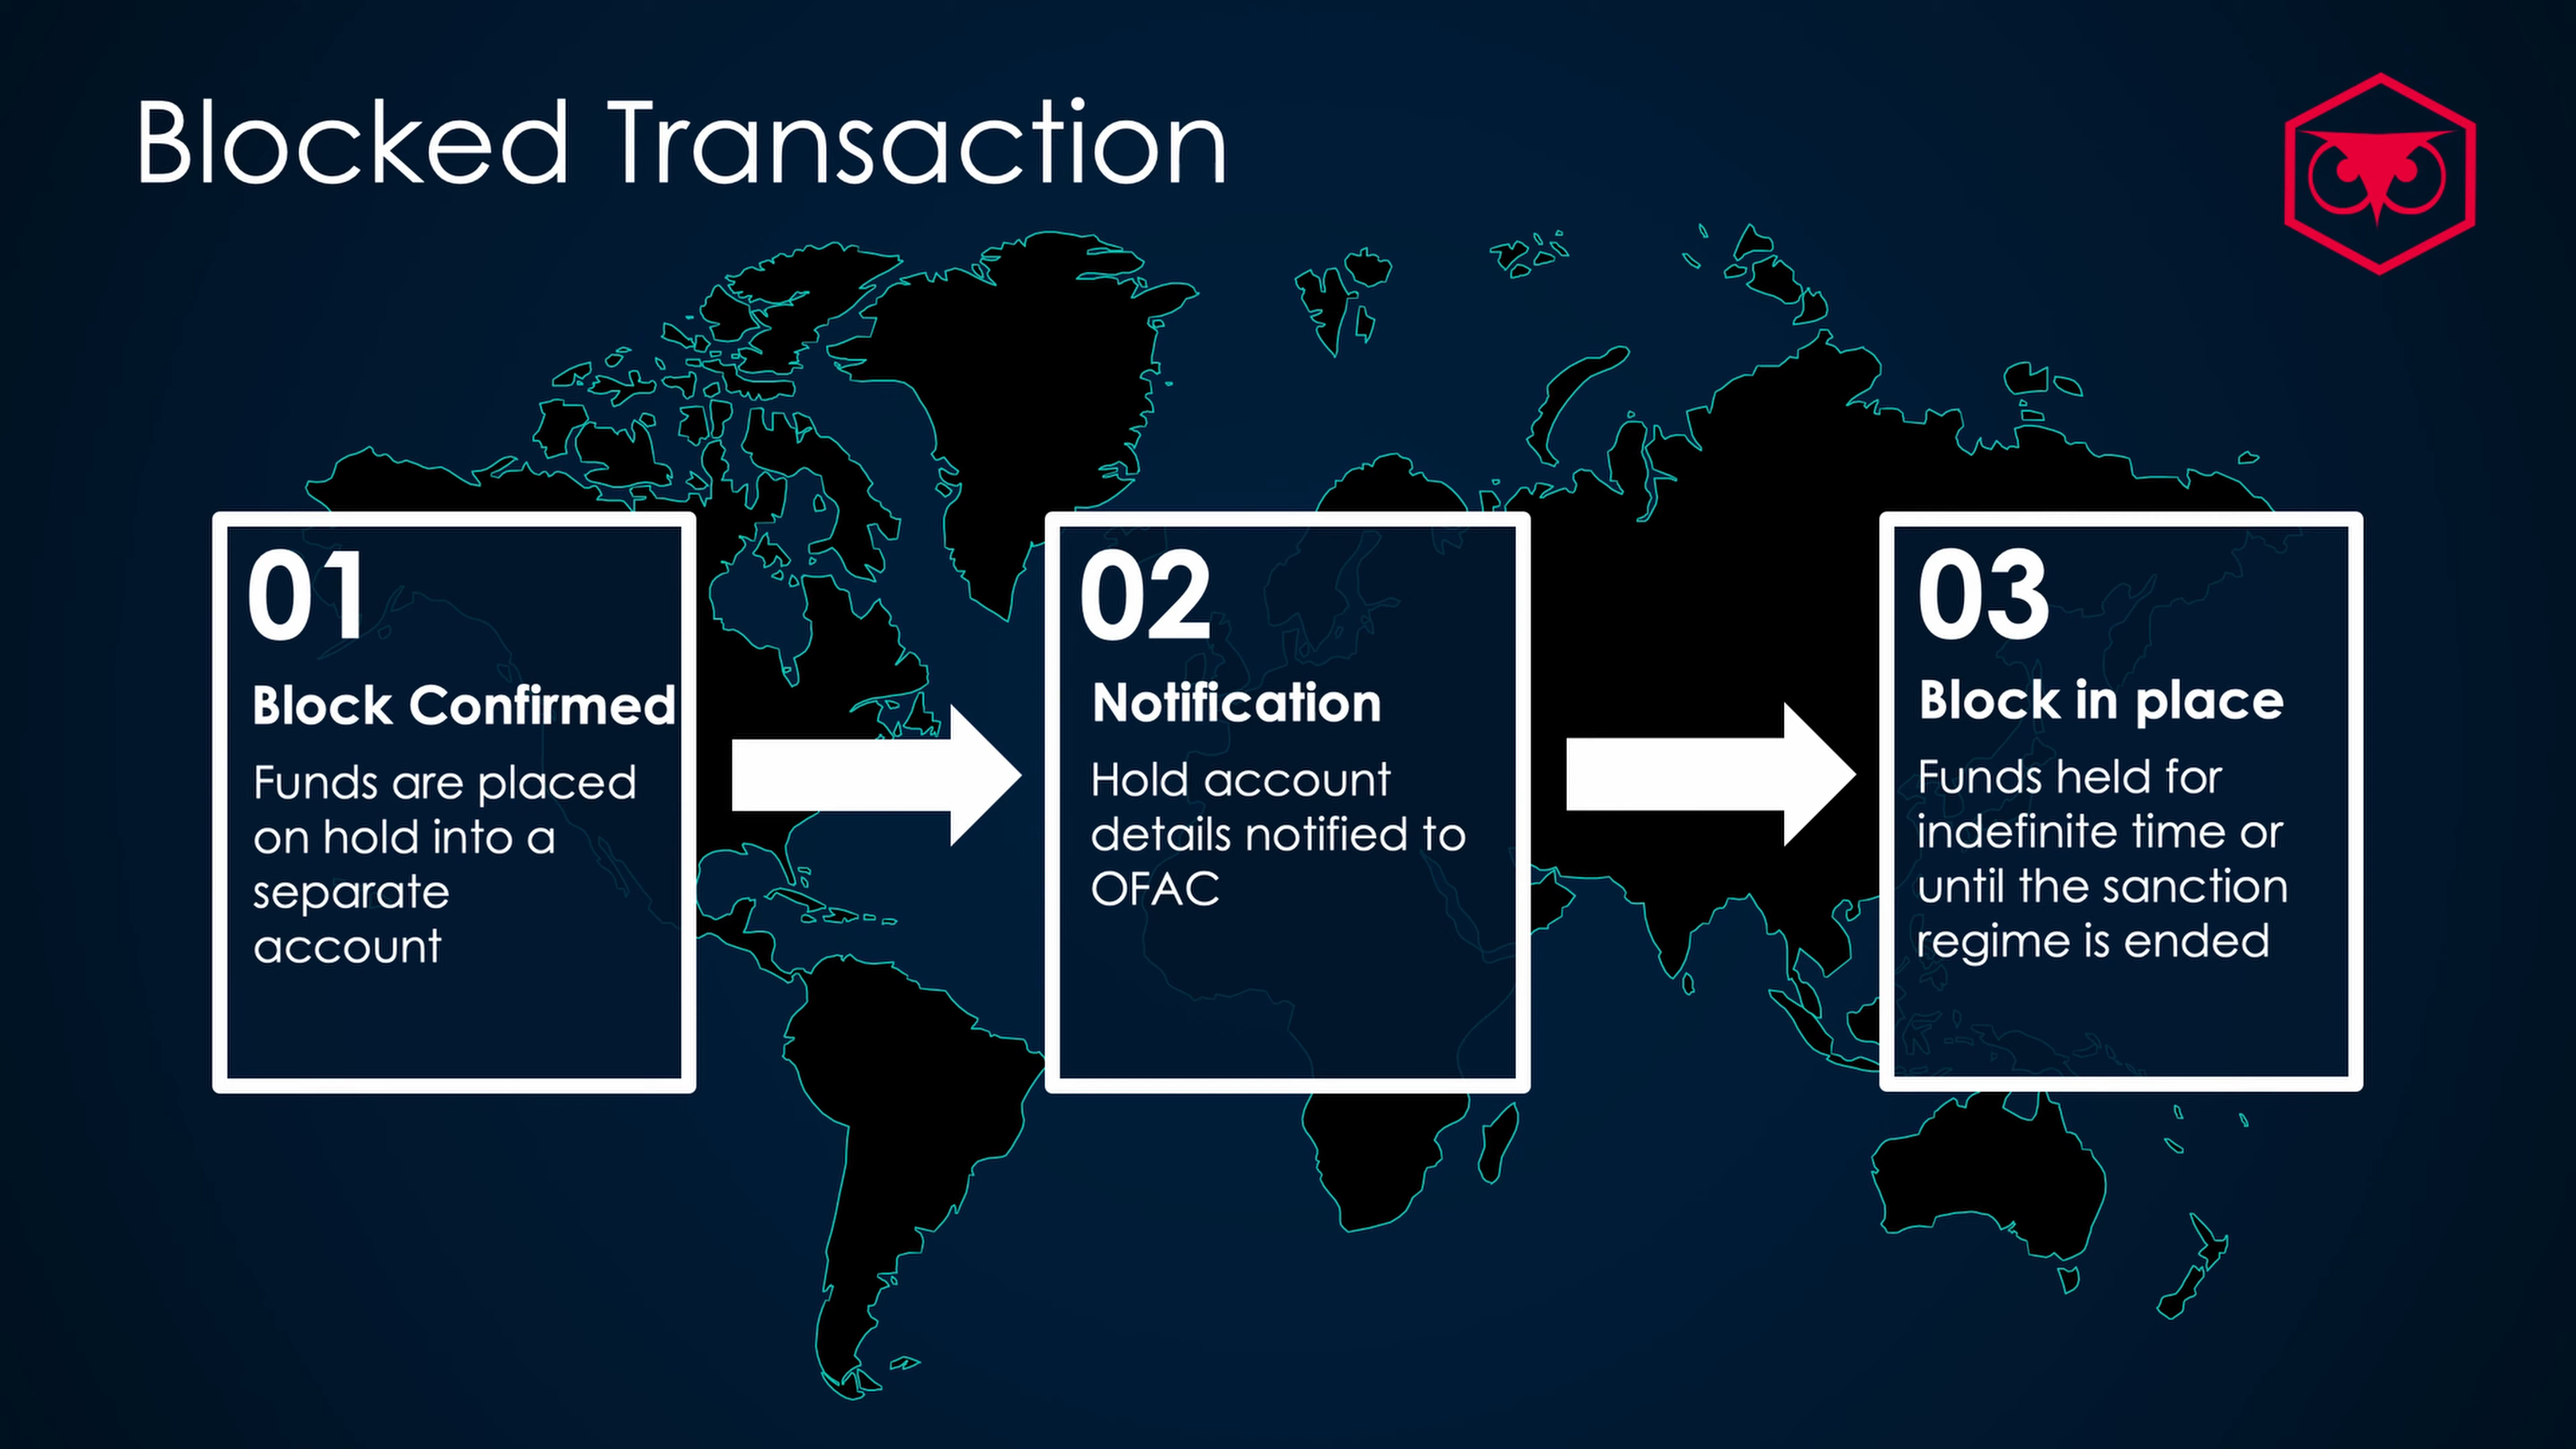 Blocked Transaction
01
Block Confirmed
Funds are placed
on hold into a
separate
account
02
Notification
Hold account
details notified to
OFAC
03
Block in place
Funds held for
indefinite time or
until the sanction
regime is ended